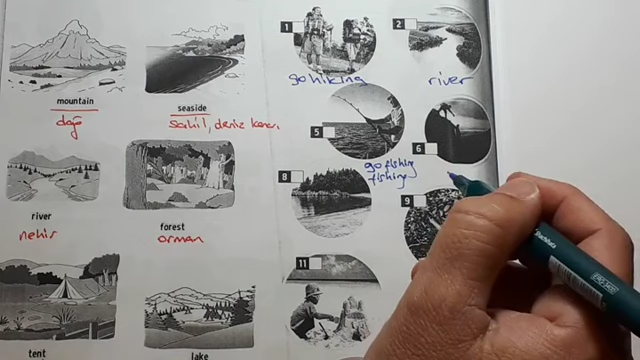 mountain
dağ
seaside
sahil, deniz kenarı
river
nehir
forest
orman
tent
lake
1
go hiking
2
river
5
6
go fishing
fishing
8
9
11